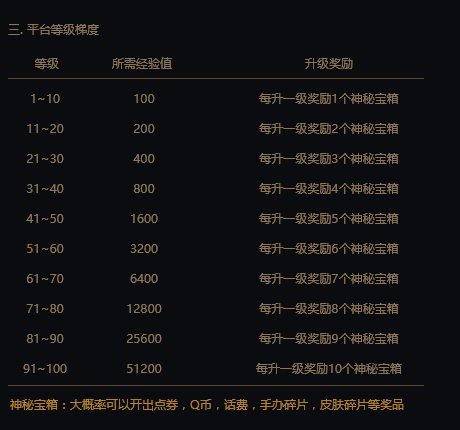 三. 平台等级梯度
等级 所需经验值 升级奖励
1~10 100 每升一级奖励1个神秘宝箱
11~20 200 每升一级奖励2个神秘宝箱
21~30 400 每升一级奖励3个神秘宝箱
31~40 800 每升一级奖励4个神秘宝箱
41~50 1600 每升一级奖励5个神秘宝箱
51~60 3200 每升一级奖励6个神秘宝箱
61~70 6400 每升一级奖励7个神秘宝箱
71~80 12800 每升一级奖励8个神秘宝箱
81~90 25600 每升一级奖励9个神秘宝箱
91~100 51200 每升一级奖励10个神秘宝箱
神秘宝箱：大概率可以开出点券，Q币，话费，手办碎片，皮肤碎片等奖品